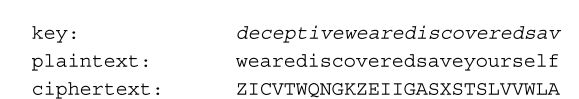 key: deceptivewearediscoveredsav
plaintext: wearediscoveredsaveyourself
ciphertext: ZICVTWQNGKZEIIGASXSTSLVVWLA